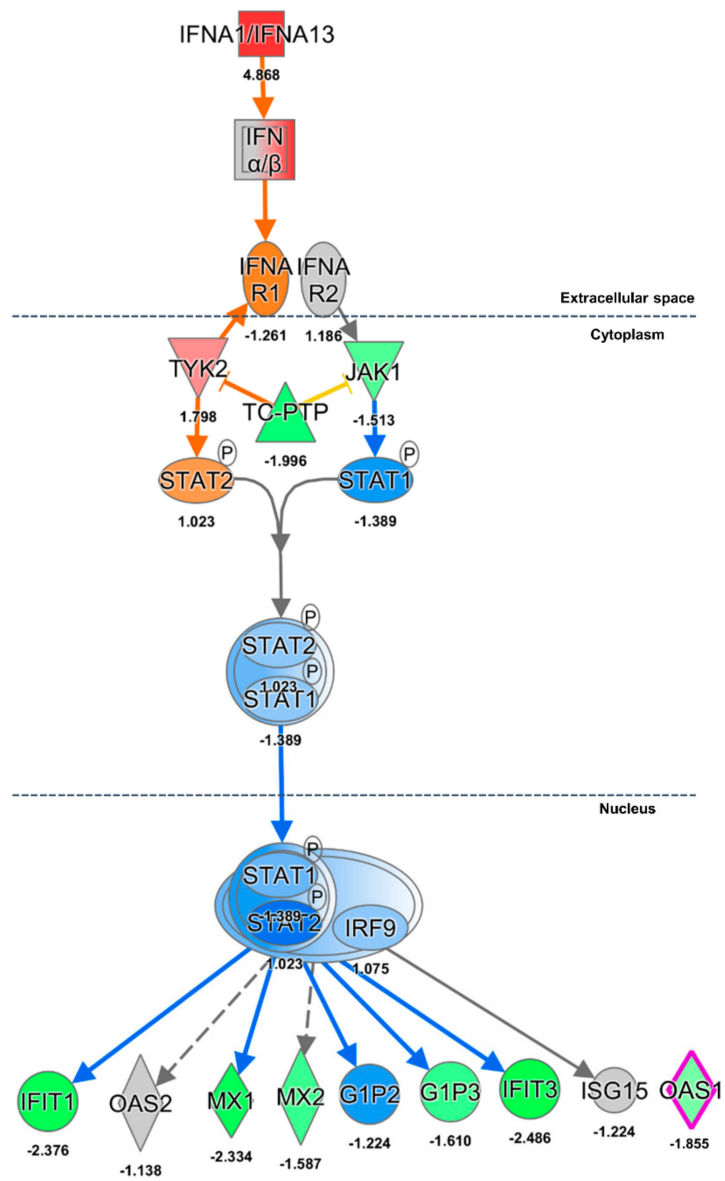 IFNA1/IFNA13
4.868
IFN
α/β
IFNA
R1
IFNA
R2
Extracellular space
-1.261
1.186
Cytoplasm
TYK2
JAK1
TC-PTP
1.798
-1.513
-1.996
P
P
STAT2
STAT1
1.023
-1.389
P
STAT2
P
1.023
STAT1
-1.389
Nucleus
P
STAT1
P
-1.389
STAT2
IRF9
1.023
1.075
IFIT1
OAS2
MX1
MX2
G1P2
G1P3
IFIT3
ISG15
OAS1
-2.376
-1.138
-2.334
-1.587
-1.224
-1.610
-2.486
-1.224
-1.855